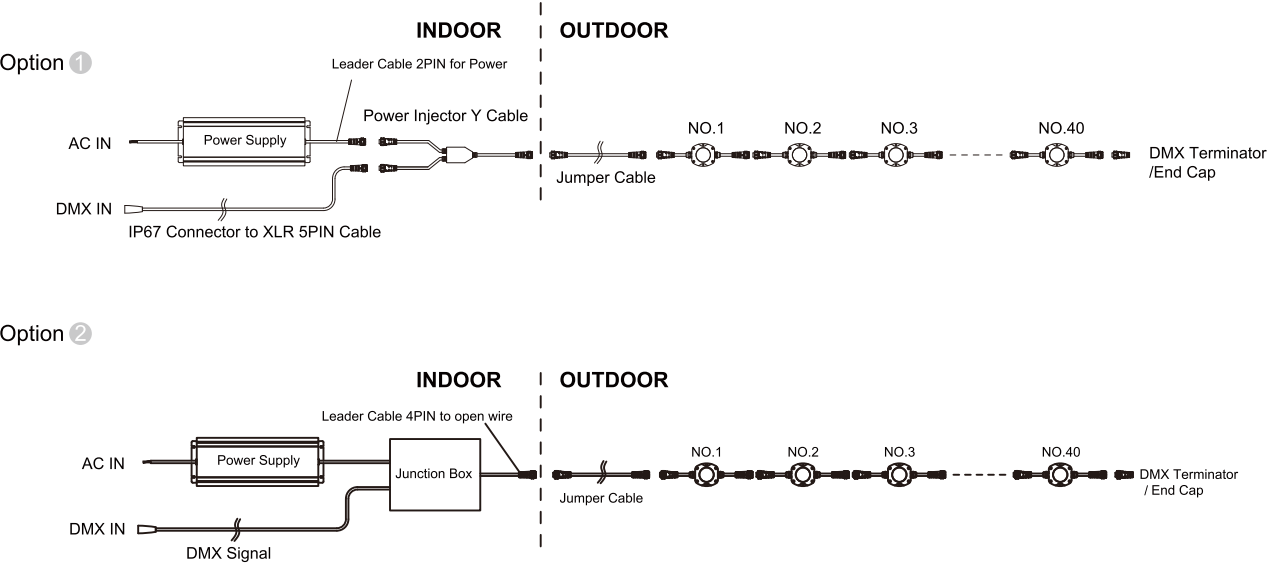 INDOOR
OUTDOOR
Option 1
Leader Cable 2PIN for Power
Power Injector Y Cable
NO.1
NO.2
NO.3
NO.40
AC IN
Power Supply
DMX Terminator
/End Cap
Jumper Cable
DMX IN
IP67 Connector to XLR 5PIN Cable
Option 2
INDOOR
OUTDOOR
Leader Cable 4PIN to open wire
NO.1
NO.2
NO.3
NO.40
AC IN
Power Supply
Junction Box
DMX Terminator
/ End Cap
Jumper Cable
DMX IN
DMX Signal